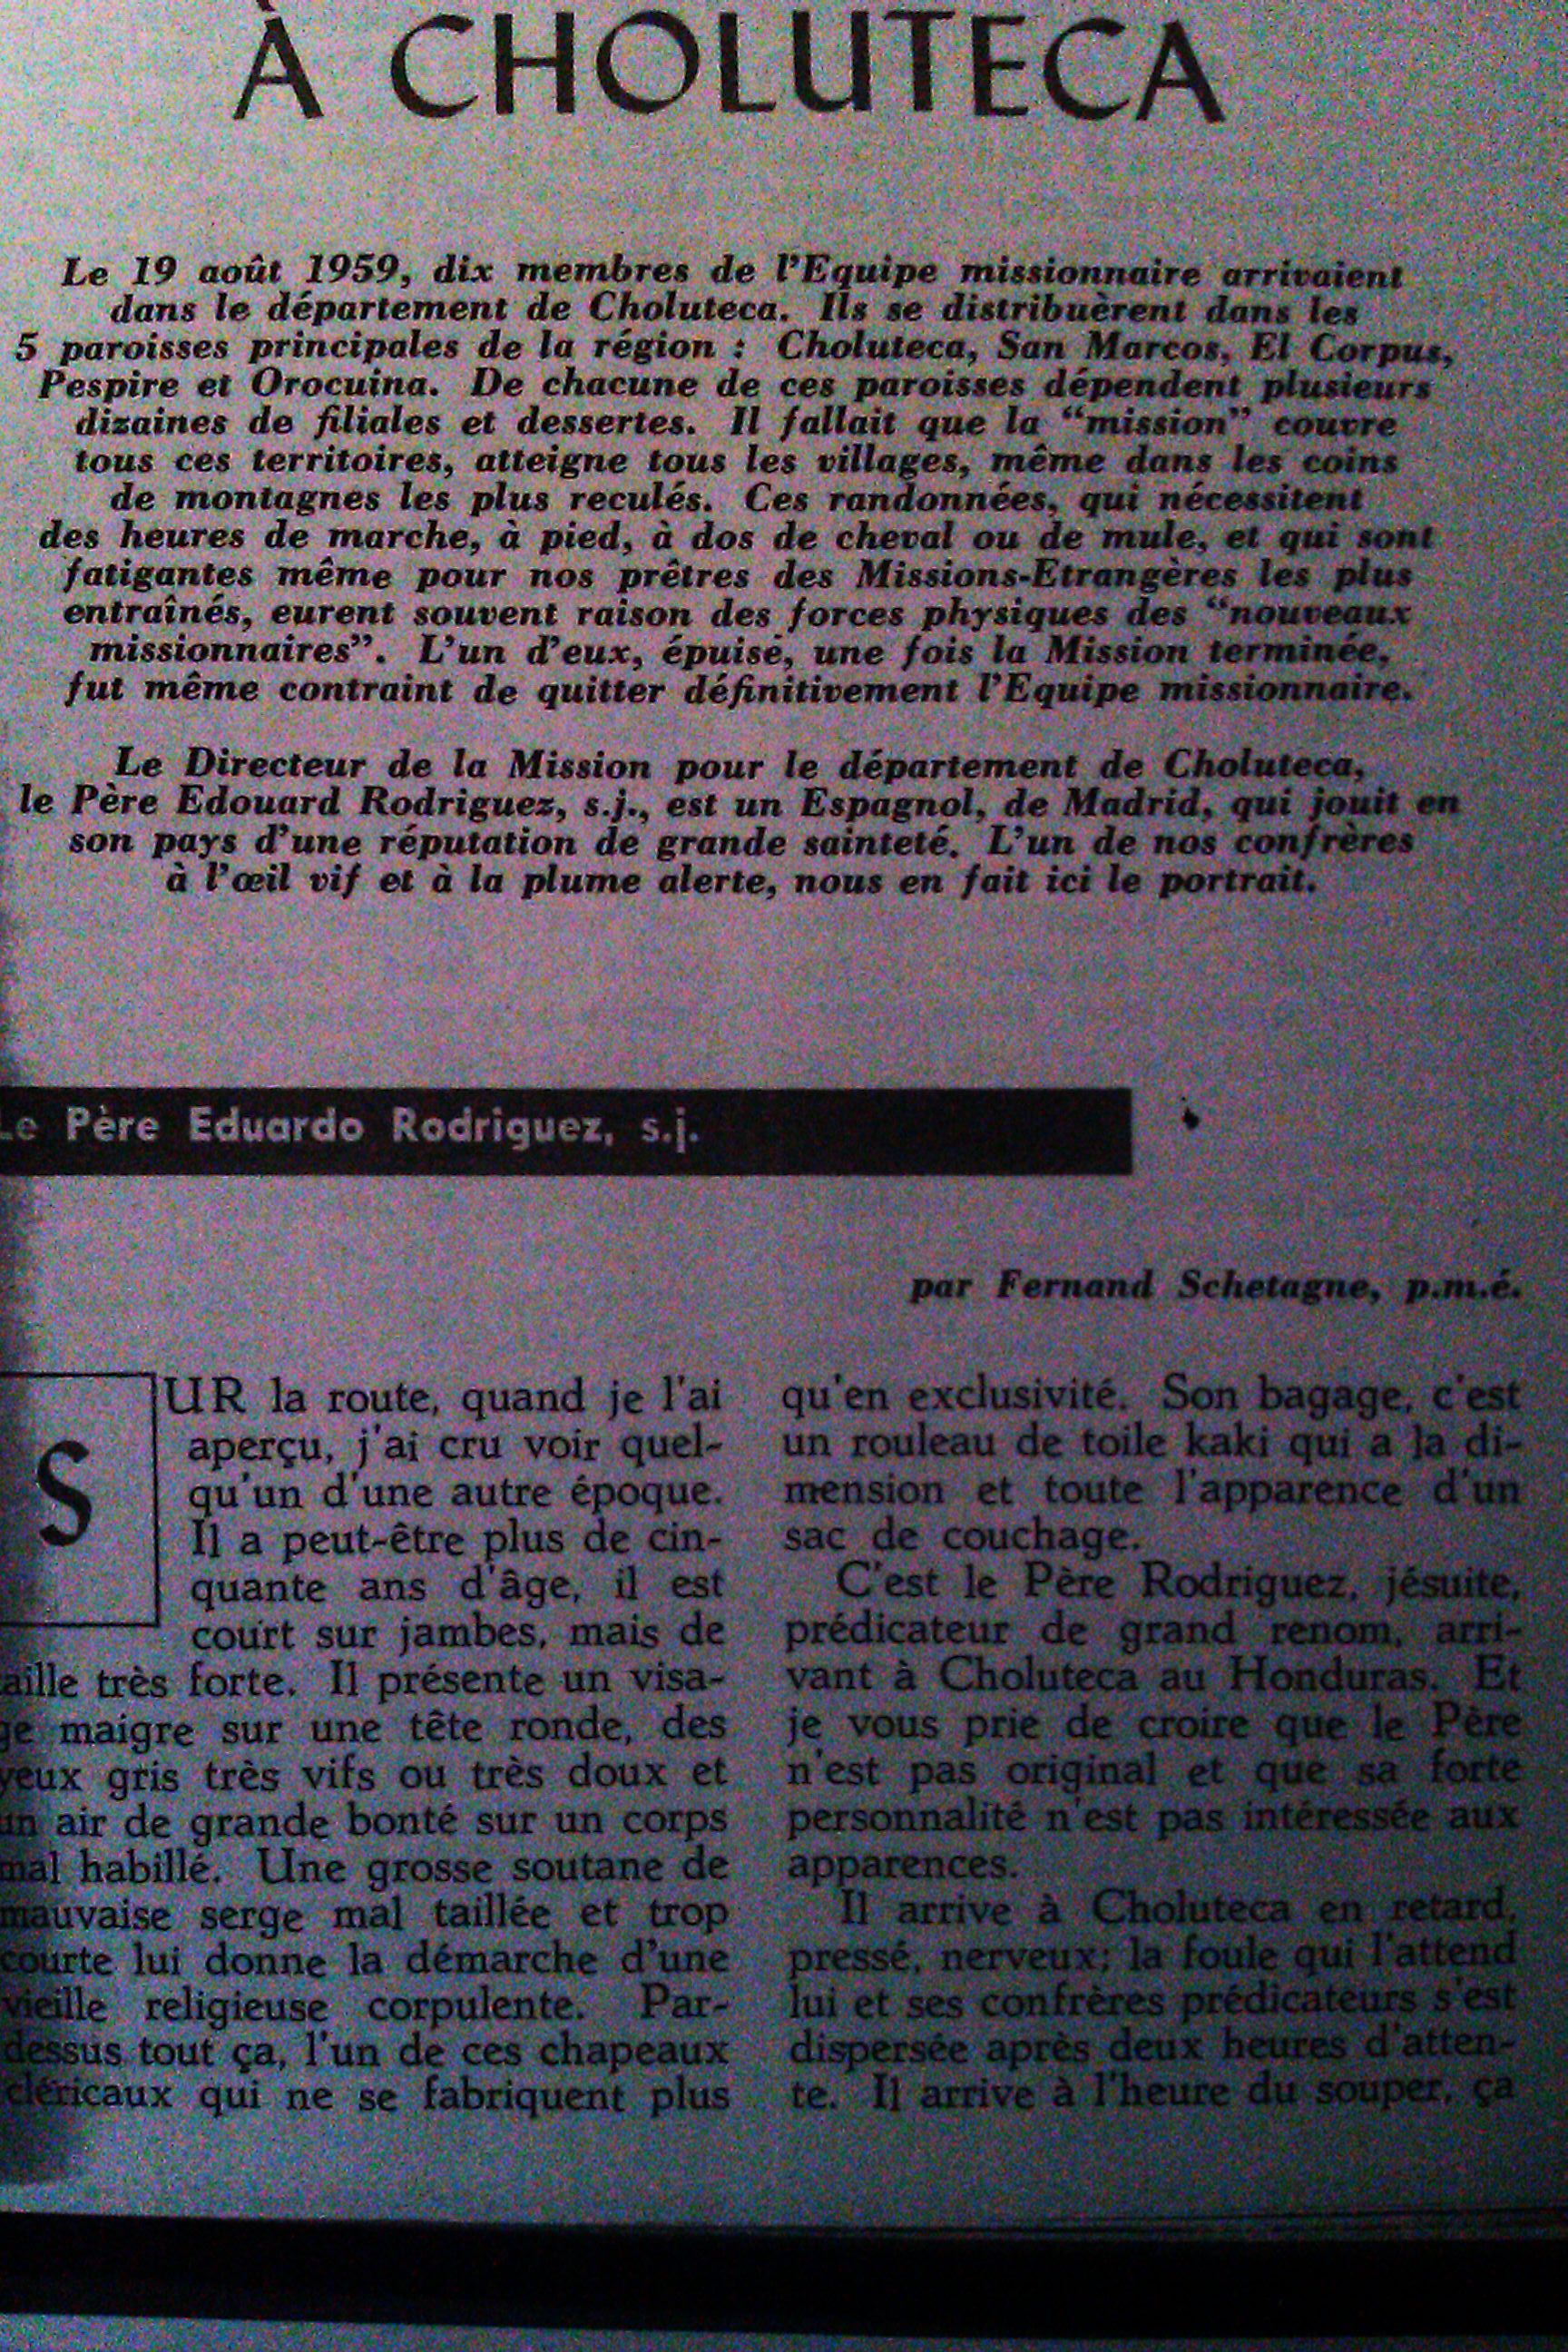 À CHOLUTECA
Le 19 août 1959, dix membres de l'Equipe missionnaire arrivaient
dans le département de Choluteca. Ils se distribuèrent dans les
5 paroisses principales de la région : Choluteca, San Marcos, El Corpus,
Pespire et Orocuina. De chacune de ces paroisses dépendent plusieurs
dizaines de filiales et dessertes. Il fallait que la "mission" couvre
tous ces territoires, atteigne tous les villages, même dans les coins
de montagnes les plus reculés. Ces randonnées, qui nécessitent
des heures de marche, à pied, à dos de cheval ou de mule, et qui sont
fatigantes même pour nos prêtres des Missions-Etrangères les plus
entraînés, eurent souvent raison des forces physiques des "nouveaux
missionnaires". L'un d'eux, épuisé, une fois la Mission terminée,
fut même contraint de quitter définitivement l'Equipe missionnaire.
Le Directeur de la Mission pour le département de Choluteca,
le Père Edouard Rodriguez, s.j., est un Espagnol, de Madrid, qui jouit en
son pays d'une réputation de grande sainteté. L'un de nos confrères
à l'œil vif et à la plume alerte, nous en fait ici le portrait.
Le Père Eduardo Rodriguez, s.j.
par Fernand Schetagne, p.m.é.
SUR la route, quand je l'ai
aperçu, j'ai cru voir quel-
qu'un d'une autre époque.
Il a peut-être plus de cin-
quante ans d'âge, il est
court sur jambes, mais de
aille très forte. Il présente un visa-
ge maigre sur une tête ronde, des
yeux gris très vifs ou très doux et
un air de grande bonté sur un corps
mal habillé. Une grosse soutane de
mauvaise serge mal taillée et trop
courte lui donne la démarche d'une
vieille religieuse corpulente. Par-
dessus tout ça, l'un de ces chapeaux
cléricaux qui ne se fabriquent plus
qu'en exclusivité. Son bagage, c'est
un rouleau de toile kaki qui a la di-
mension et toute l'apparence d'un
sac de couchage.
C'est le Père Rodriguez, jésuite,
prédicateur de grand renom, arri-
vant à Choluteca au Honduras. Et
je vous prie de croire que le Père
n'est pas original et que sa forte
personnalité n'est pas intéressée aux
apparences.
Il arrive à Choluteca en retard,
pressé, nerveux; la foule qui l'attend
lui et ses confrères prédicateurs s'est
dispersée après deux heures d'atten-
te. Il arrive à l'heure du souper, ça